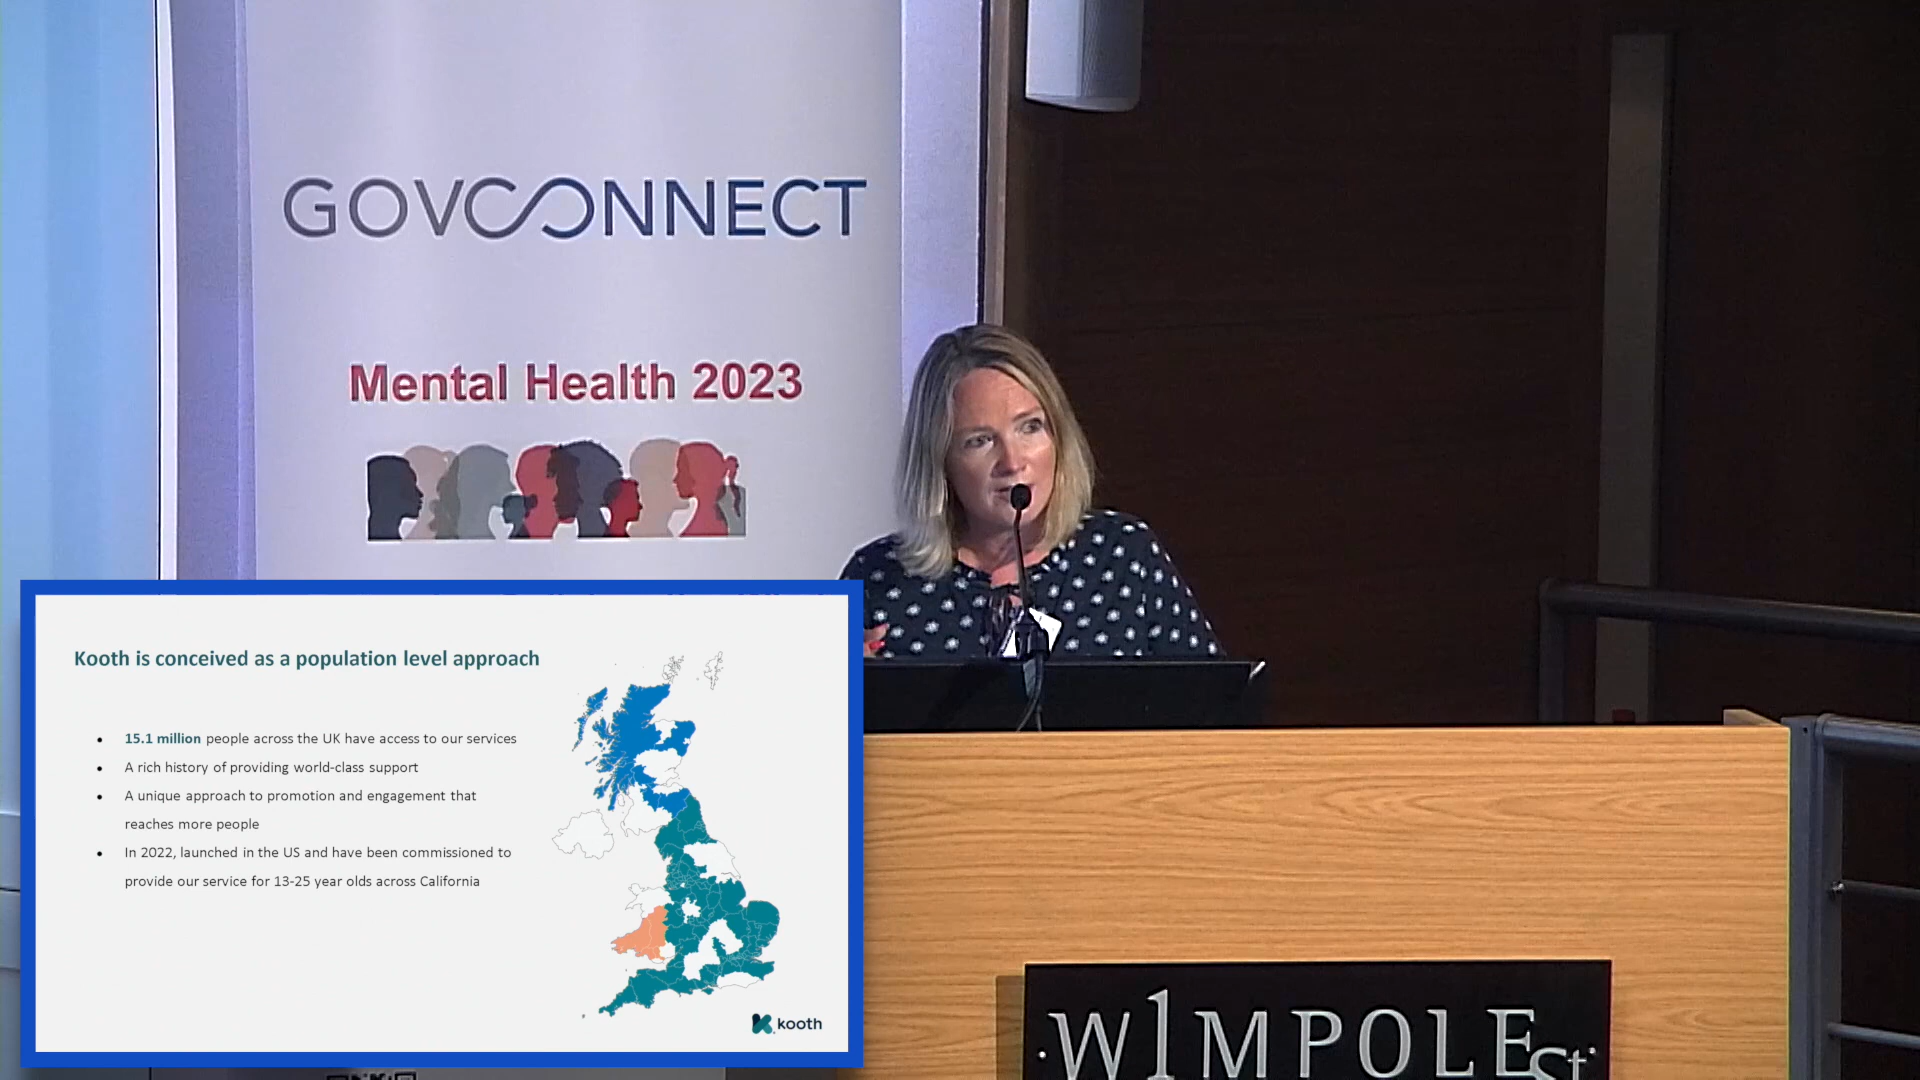 GOVCONNECT
Mental Health 2023
Kooth is conceived as a population level approach
• 15.1 million people across the UK have access to our services
• A rich history of providing world-class support
• A unique approach to promotion and engagement that
reaches more people
• In 2022, launched in the US and have been commissioned to
provide our service for 13-25 year olds across California
kooth
·W1MPOLE St·